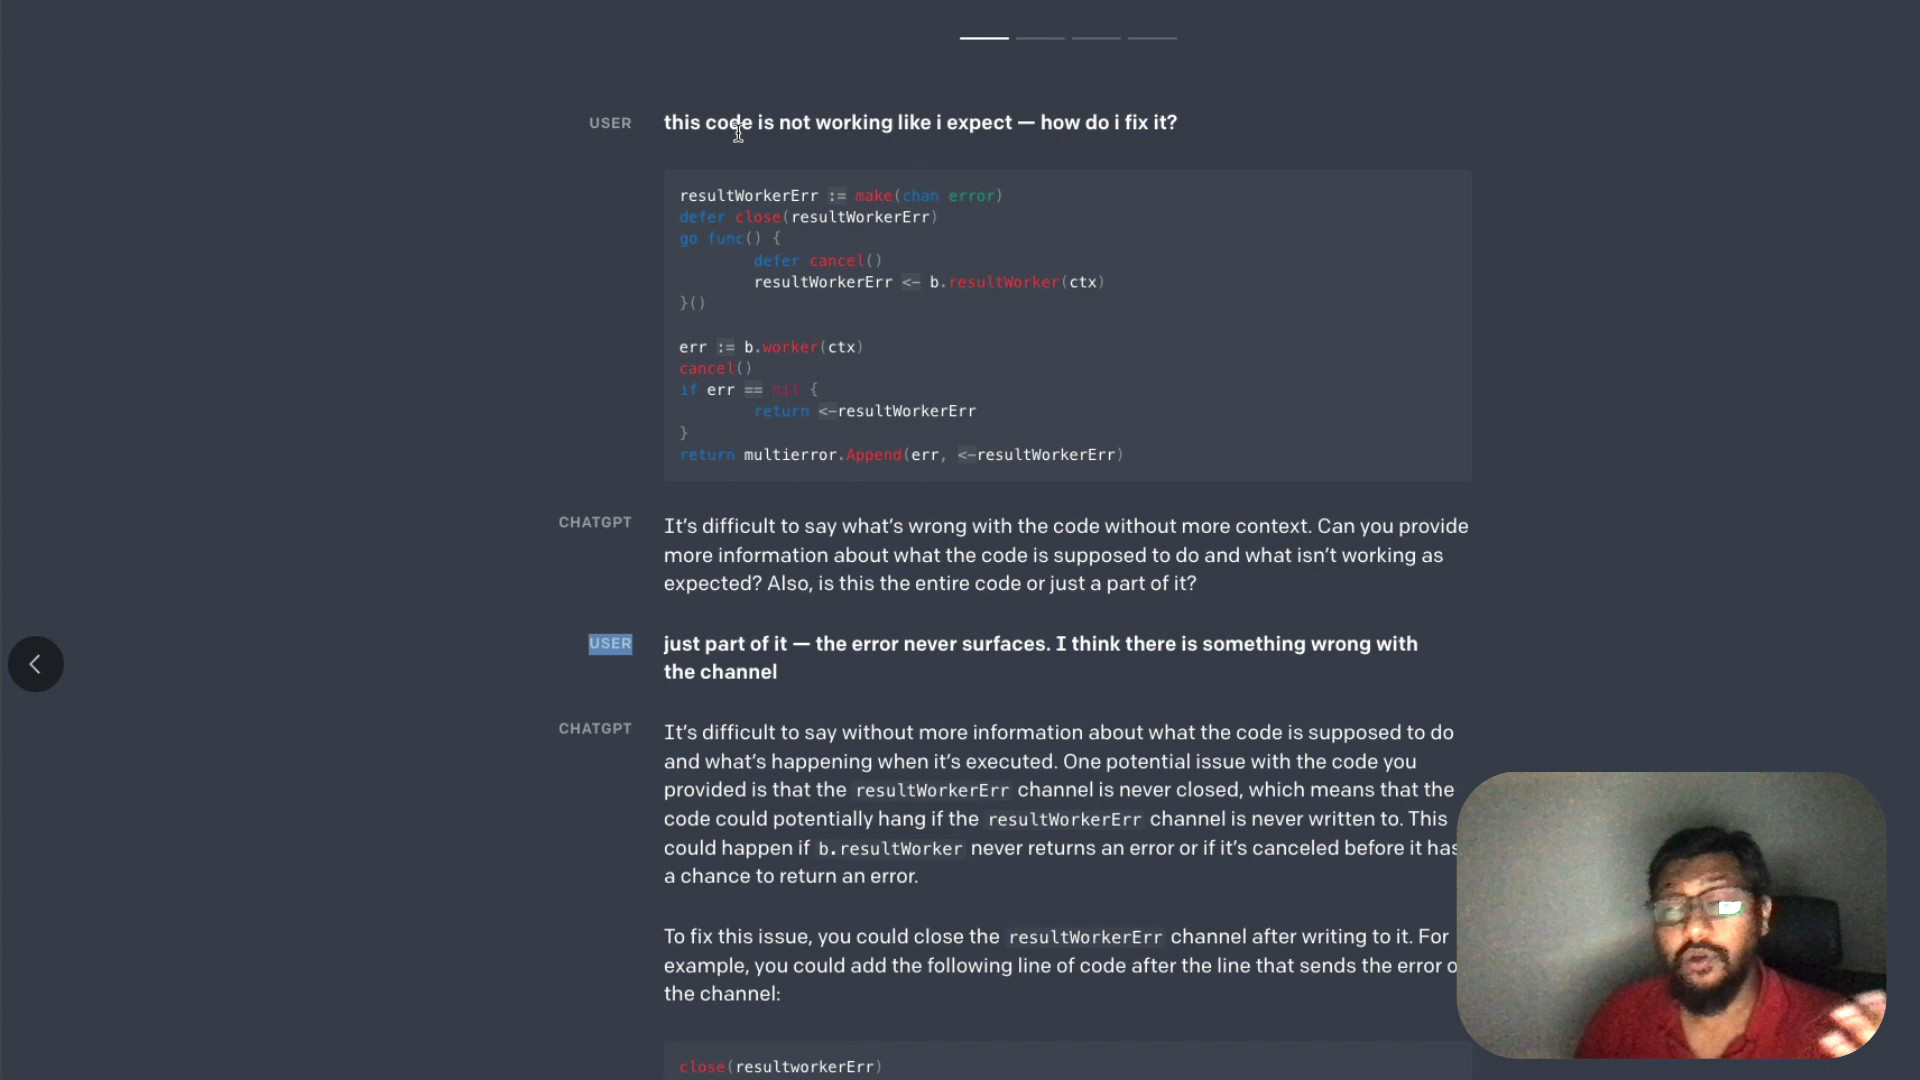 USER this code is not working like i expect — how do i fix it?
resultWorkerErr := make(chan error)
defer close(resultWorkerErr)
go func() {
        defer cancel()
        resultWorkerErr <- b.resultWorker(ctx)
}()

err := b.worker(ctx)
cancel()
if err == nil {
        return <-resultWorkerErr
}
return multierror.Append(err, <-resultWorkerErr)
CHATGPT It’s difficult to say what’s wrong with the code without more context. Can you provide
more information about what the code is supposed to do and what isn’t working as
expected? Also, is this the entire code or just a part of it?
USER just part of it — the error never surfaces. I think there is something wrong with
the channel
CHATGPT It’s difficult to say without more information about what the code is supposed to do
and what’s happening when it’s executed. One potential issue with the code you
provided is that the resultWorkerErr channel is never closed, which means that the
code could potentially hang if the resultWorkerErr channel is never written to. This
could happen if b.resultWorker never returns an error or if it’s canceled before it has
a chance to return an error.
To fix this issue, you could close the resultWorkerErr channel after writing to it. For
example, you could add the following line of code after the line that sends the error
the channel:
close(resultworkerErr)